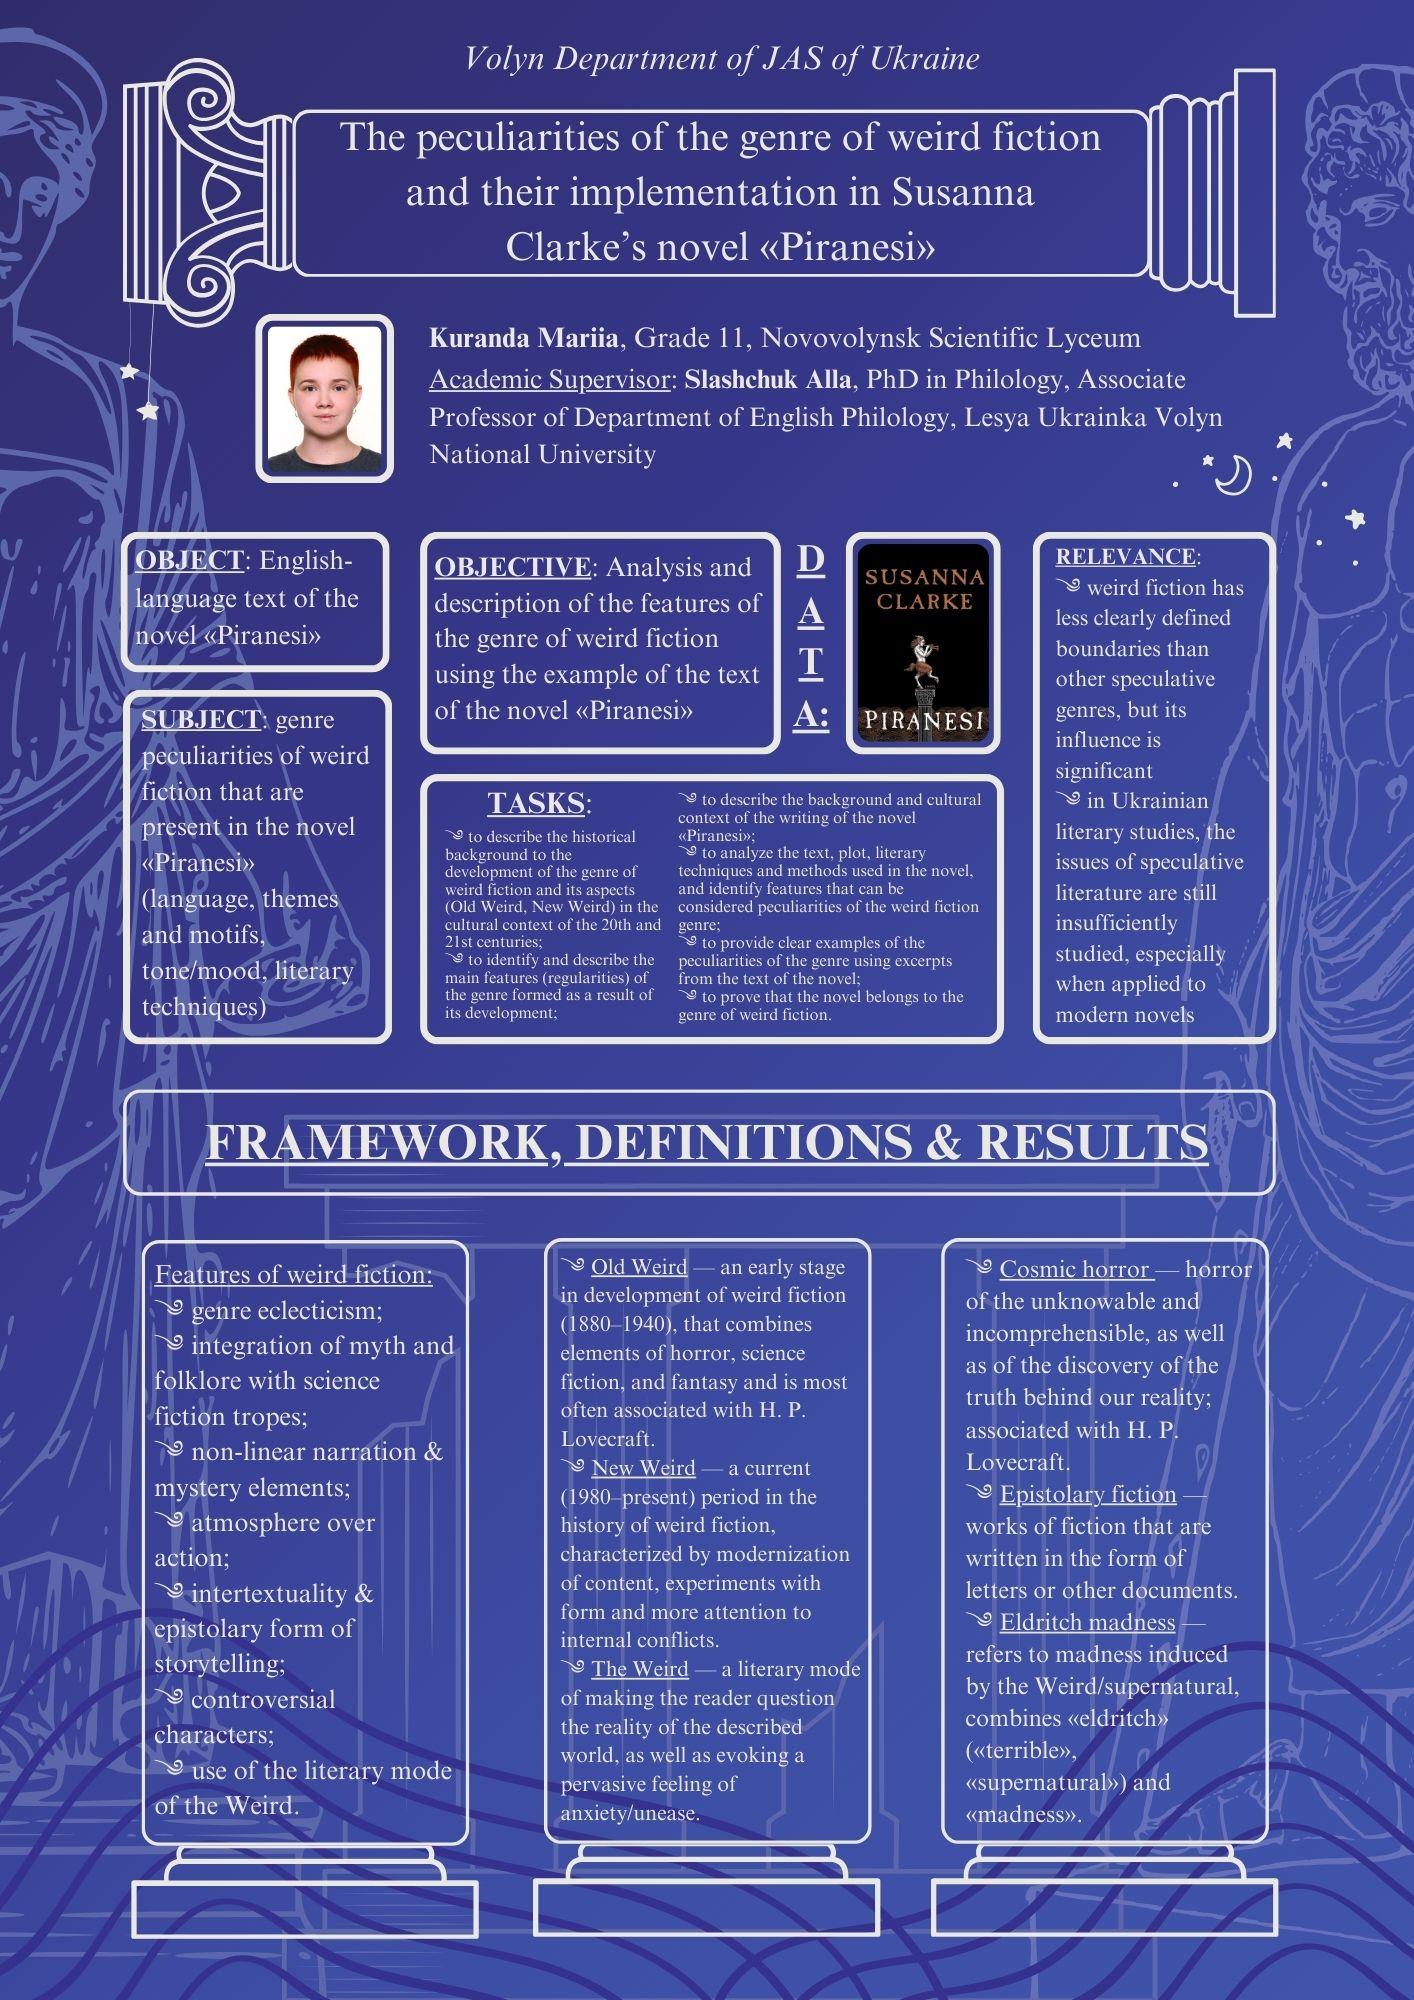 Volyn Department of JAS of Ukraine
The peculiarities of the genre of weird fiction
and their implementation in Susanna
Clarke’s novel «Piranesi»
Kuranda Mariia, Grade 11, Novovolynsk Scientific Lyceum
Academic Supervisor: Slashchuk Alla, PhD in Philology, Associate
Professor of Department of English Philology, Lesya Ukrainka Volyn
National University
OBJECT: English-
language text of the
novel «Piranesi»
SUBJECT: genre
peculiarities of weird
fiction that are
present in the novel
«Piranesi»
(language, themes
and motifs,
tone/mood, literary
techniques)
OBJECTIVE: Analysis and
description of the features of
the genre of weird fiction
using the example of the text
of the novel «Piranesi»
D
A
T
A:
SUSANNA
CLARKE
PIRANESI
TASKS:
to describe the historical
background to the
development of the genre of
weird fiction and its aspects
(Old Weird, New Weird) in the
cultural context of the 20th and
21st centuries;
to identify and describe the
main features (regularities) of
the genre formed as a result of
its development;
to describe the background and cultural
context of the writing of the novel
«Piranesi»;
to analyze the text, plot, literary
techniques and methods used in the novel,
and identify features that can be
considered peculiarities of the weird fiction
genre;
to provide clear examples of the
peculiarities of the genre using excerpts
from the text of the novel;
to prove that the novel belongs to the
genre of weird fiction.
RELEVANCE:
weird fiction has
less clearly defined
boundaries than
other speculative
genres, but its
influence is
significant
in Ukrainian
literary studies, the
issues of speculative
literature are still
insufficiently
studied, especially
when applied to
modern novels
FRAMEWORK, DEFINITIONS & RESULTS
Features of weird fiction:
genre eclecticism;
integration of myth and
folklore with science
fiction tropes;
non-linear narration &
mystery elements;
atmosphere over
action;
intertextuality &
epistolary form of
storytelling;
controversial
characters;
use of the literary mode
of the Weird.
Old Weird — an early stage
in development of weird fiction
(1880–1940), that combines
elements of horror, science
fiction, and fantasy and is most
often associated with H. P.
Lovecraft.
New Weird — a current
(1980–present) period in the
history of weird fiction,
characterized by modernization
of content, experiments with
form and more attention to
internal conflicts.
The Weird — a literary mode
of making the reader question
the reality of the described
world, as well as evoking a
pervasive feeling of
anxiety/unease.
Cosmic horror — horror
of the unknowable and
incomprehensible, as well
as of the discovery of the
truth behind our reality;
associated with H. P.
Lovecraft.
Epistolary fiction —
works of fiction that are
written in the form of
letters or other documents.
Eldritch madness —
refers to madness induced
by the Weird/supernatural,
combines «eldritch»
(«terrible»,
«supernatural») and
«madness».